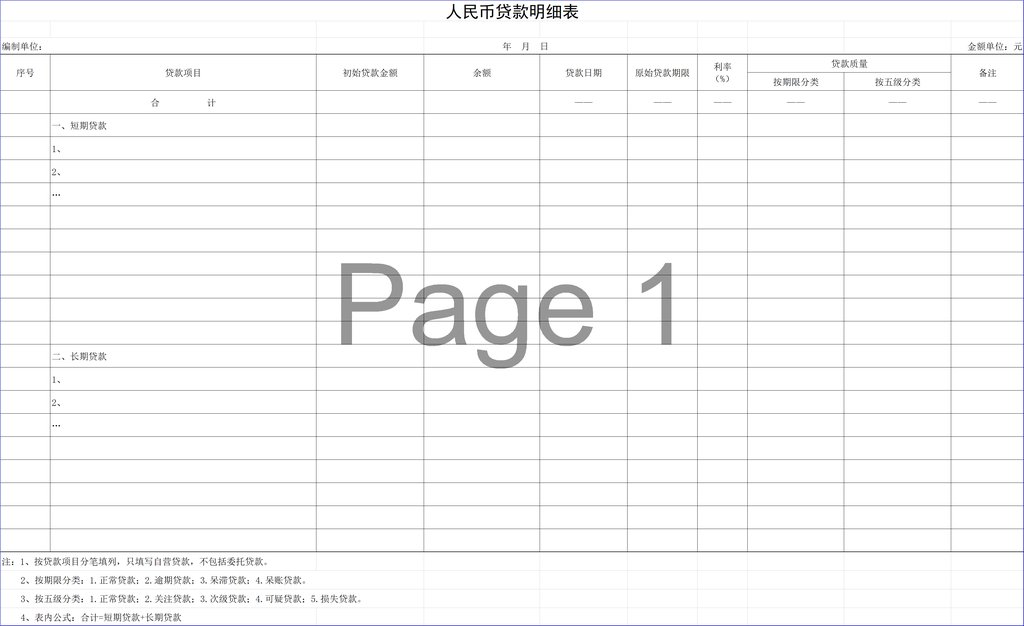 人民币贷款明细表
编制单位： 年 月 日 金额单位：元
序号 贷款项目 初始贷款金额 余额 贷款日期 原始贷款期限 利率（%） 贷款质量 备注
按期限分类 按五级分类
合 计 —— —— —— —— —— ——
一、短期贷款
1、
2、
…
Page 1
二、长期贷款
1、
2、
…
注：1、按贷款项目分笔填列，只填写自营贷款，不包括委托贷款。
2、按期限分类：1.正常贷款；2.逾期贷款；3.呆滞贷款；4.呆账贷款。
3、按五级分类：1.正常贷款；2.关注贷款；3.次级贷款；4.可疑贷款；5.损失贷款。
4、表内公式：合计=短期贷款+长期贷款